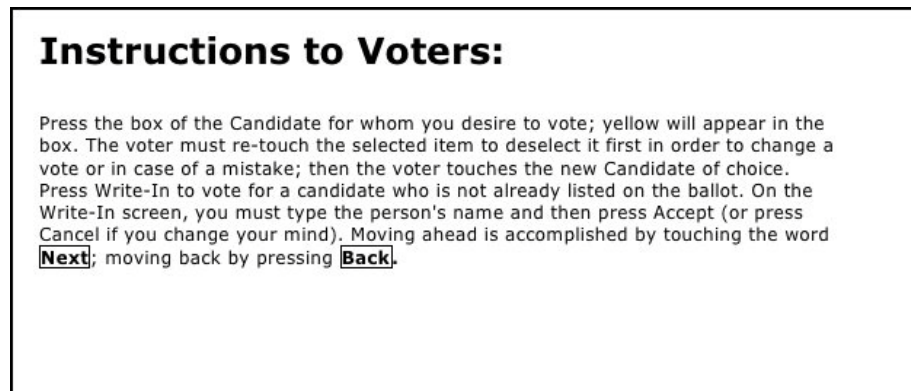 Instructions to Voters:
Press the box of the Candidate for whom you desire to vote; yellow will appear in the
box. The voter must re-touch the selected item to deselect it first in order to change a
vote or in case of a mistake; then the voter touches the new Candidate of choice.
Press Write-In to vote for a candidate who is not already listed on the ballot. On the
Write-In screen, you must type the person's name and then press Accept (or press
Cancel if you change your mind). Moving ahead is accomplished by touching the word
Next; moving back by pressing Back.